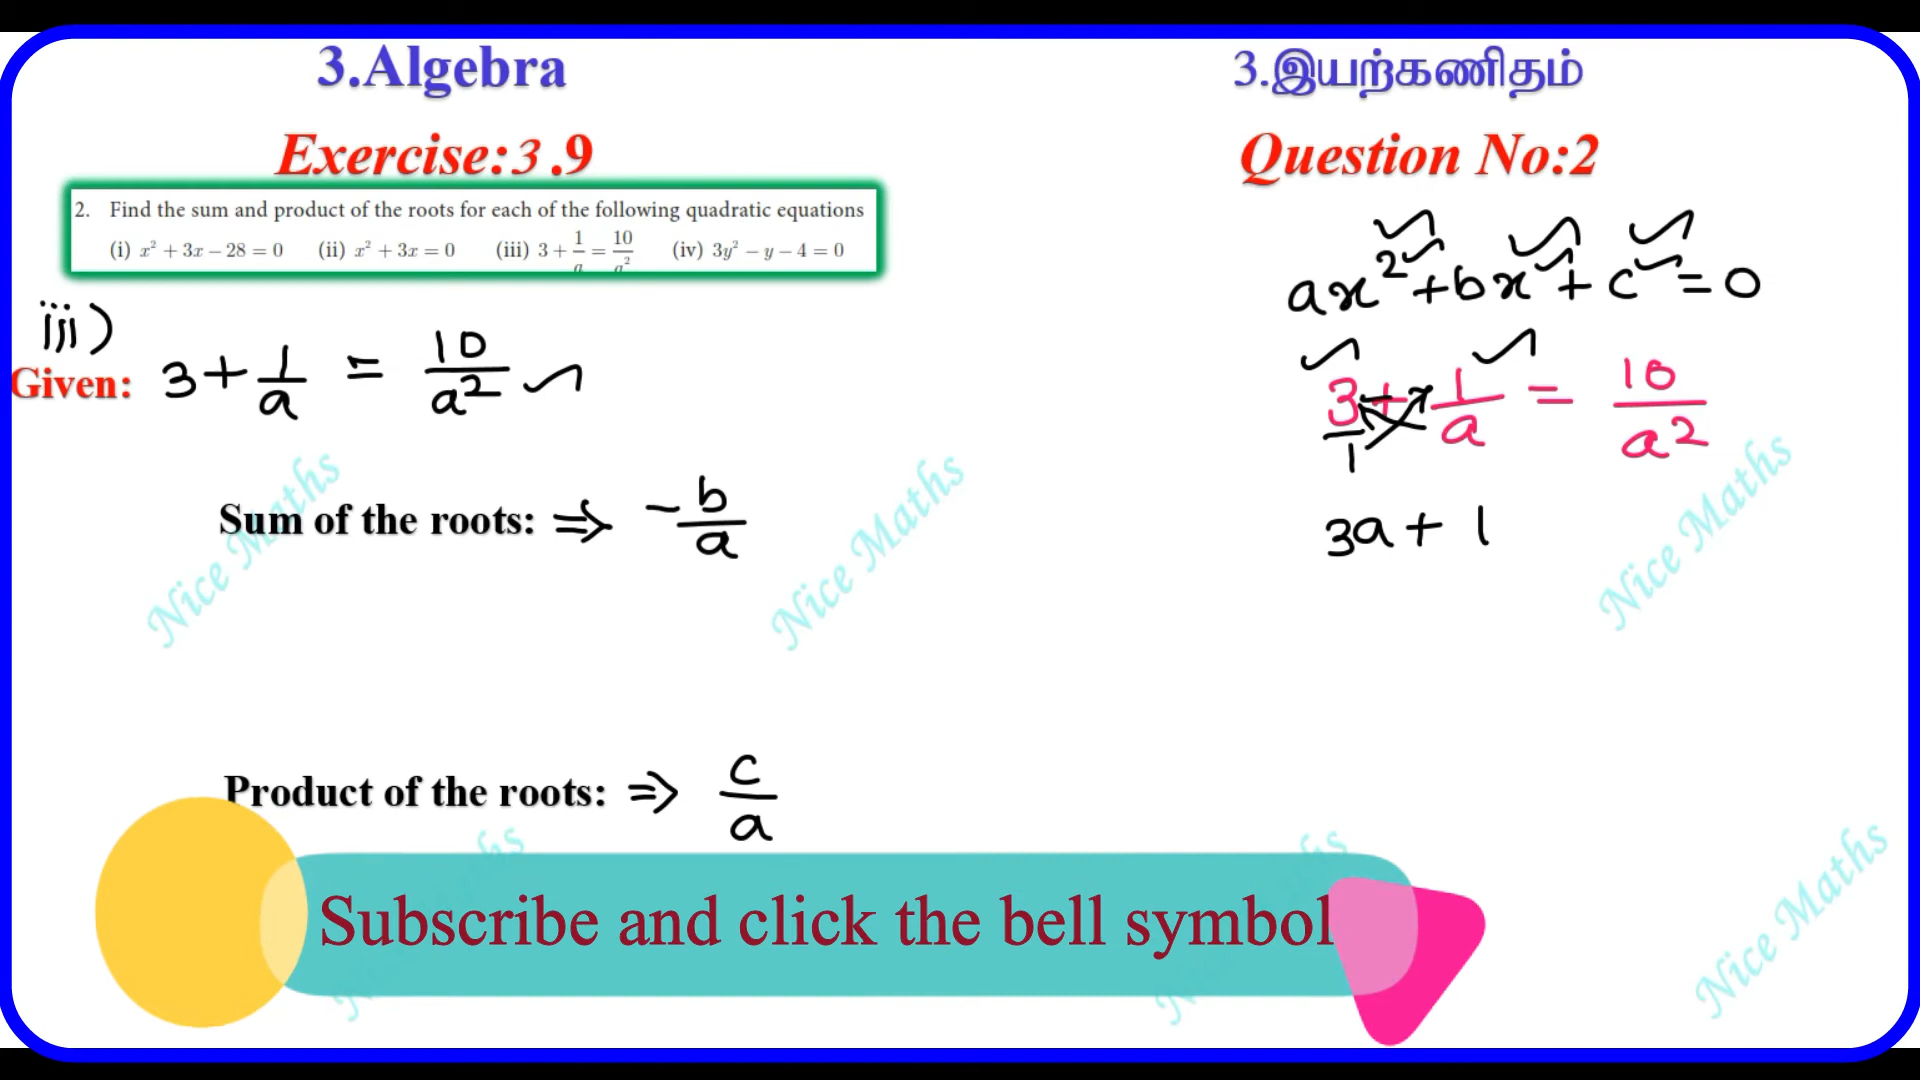 3.Algebra
3.இயற்கணிதம்
Exercise:3.9
Question No:2
2. Find the sum and product of the roots for each of the following quadratic equations
(i) x² + 3x – 28 = 0 (ii) x² + 3x = 0 (iii) 3 + 1/a = 10/a² (iv) 3y² – y – 4 = 0
ax² + bx + c = 0
iii)
Given: 3 + 1/a = 10/a²
3/1 + 1/a = 10/a²
Sum of the roots: ⇒ -b/a
3a + 1
Product of the roots: ⇒ c/a
Subscribe and click the bell symbol
Nice Maths
Nice Maths
Nice Maths
Nice Maths